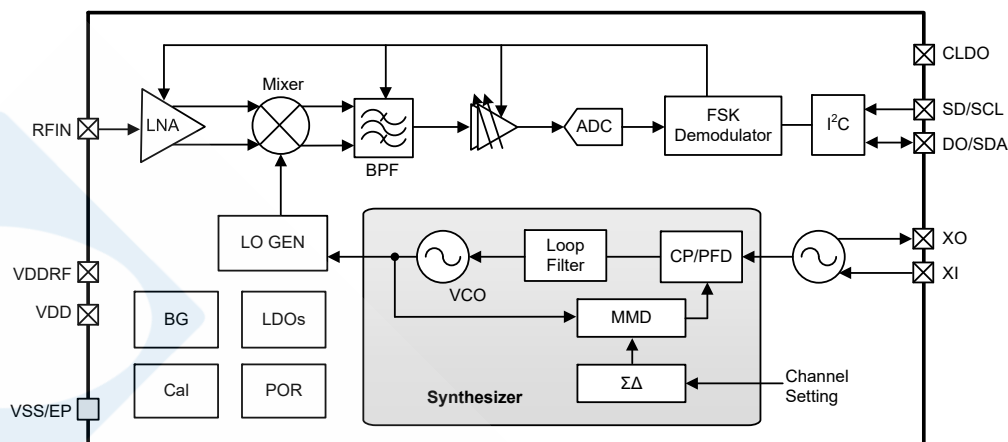 CLDO
Mixer
RFIN
LNA
BPF
ADC
FSK
Demodulator
I²C
SD/SCL
DO/SDA
LO GEN
VCO
Loop
Filter
CP/PFD
XO
XI
VDDRF
VDD
BG
LDOs
MMD
Cal
POR
Synthesizer
ΣΔ
Channel
Setting
VSS/EP